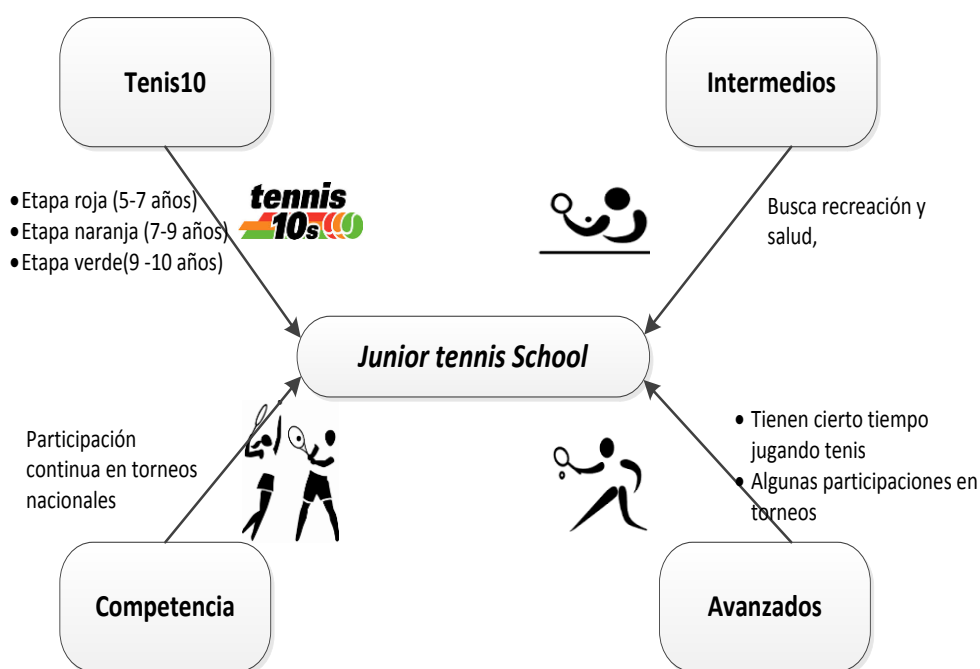 Tenis10
Intermedios
•Etapa roja (5-7 años)
•Etapa naranja (7-9 años)
•Etapa verde(9 -10 años)
tennis
10s
Busca recreación y
salud,
Junior tennis School
Participación
continua en torneos
nacionales
• Tienen cierto tiempo
jugando tenis
• Algunas participaciones en
torneos
Competencia
Avanzados